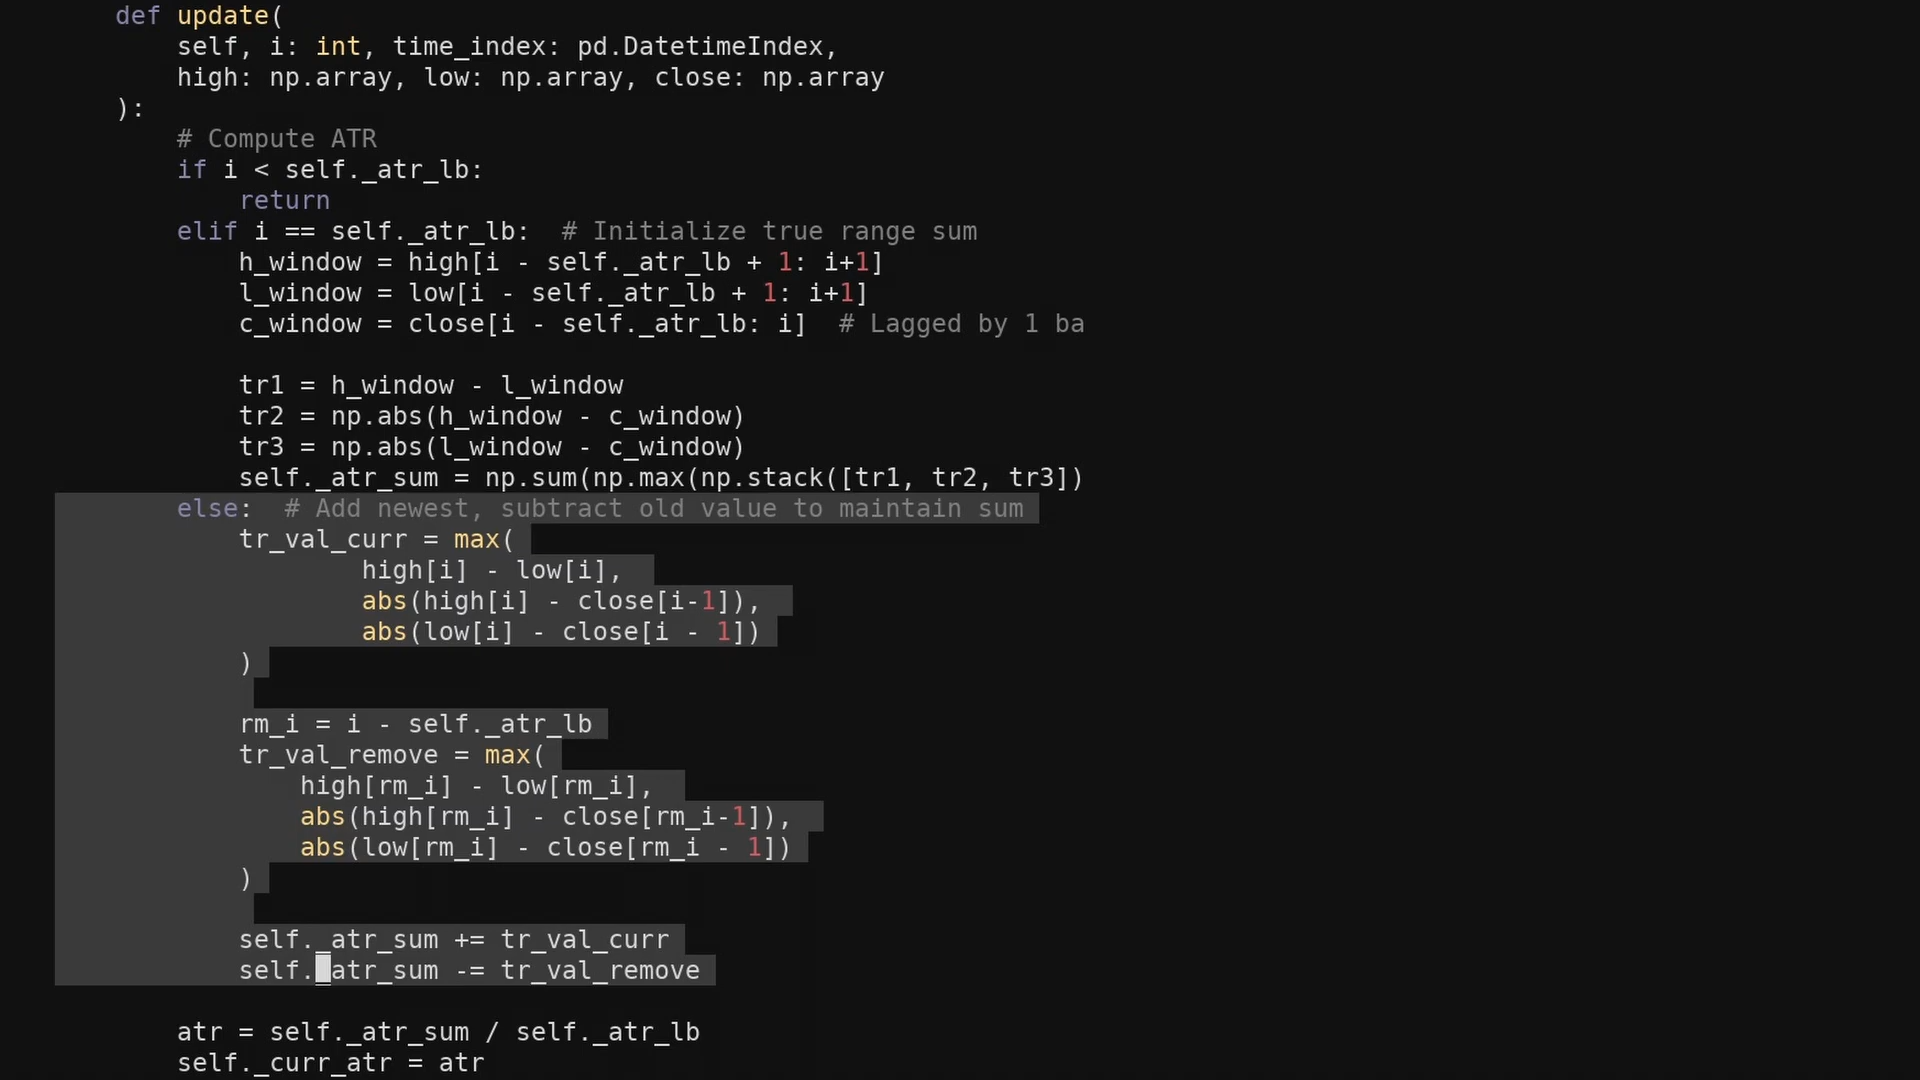 def update(
self, i: int, time_index: pd.DatetimeIndex,
high: np.array, low: np.array, close: np.array
):
# Compute ATR
if i < self._atr_lb:
return
elif i == self._atr_lb:  # Initialize true range sum
h_window = high[i - self._atr_lb + 1: i+1]
l_window = low[i - self._atr_lb + 1: i+1]
c_window = close[i - self._atr_lb: i]  # Lagged by 1 ba
tr1 = h_window - l_window
tr2 = np.abs(h_window - c_window)
tr3 = np.abs(l_window - c_window)
self._atr_sum = np.sum(np.max(np.stack([tr1, tr2, tr3])
else:  # Add newest, subtract old value to maintain sum
tr_val_curr = max(
high[i] - low[i],
abs(high[i] - close[i-1]),
abs(low[i] - close[i - 1])
)
rm_i = i - self._atr_lb
tr_val_remove = max(
high[rm_i] - low[rm_i],
abs(high[rm_i] - close[rm_i-1]),
abs(low[rm_i] - close[rm_i - 1])
)
self._atr_sum += tr_val_curr
self._atr_sum -= tr_val_remove
atr = self._atr_sum / self._atr_lb
self._curr_atr = atr